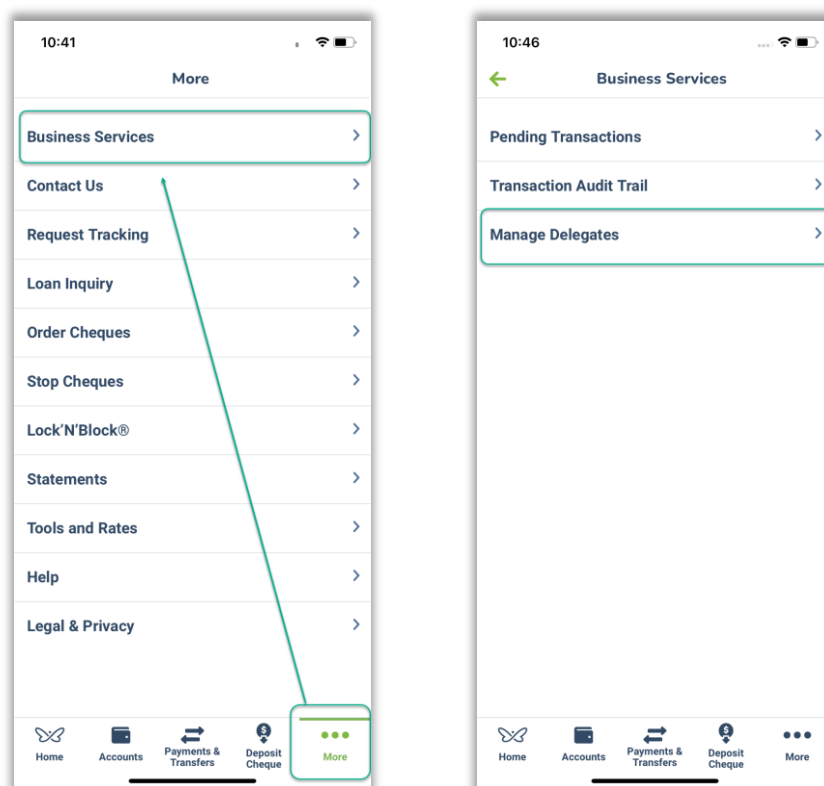 10:41
More
Business Services
Contact Us
Request Tracking
Loan Inquiry
Order Cheques
Stop Cheques
Lock’N’Block®
Statements
Tools and Rates
Help
Legal & Privacy
Home
Accounts
Payments &
Transfers
Deposit
Cheque
More
10:46
Business Services
Pending Transactions
Transaction Audit Trail
Manage Delegates
Home
Accounts
Payments &
Transfers
Deposit
Cheque
More